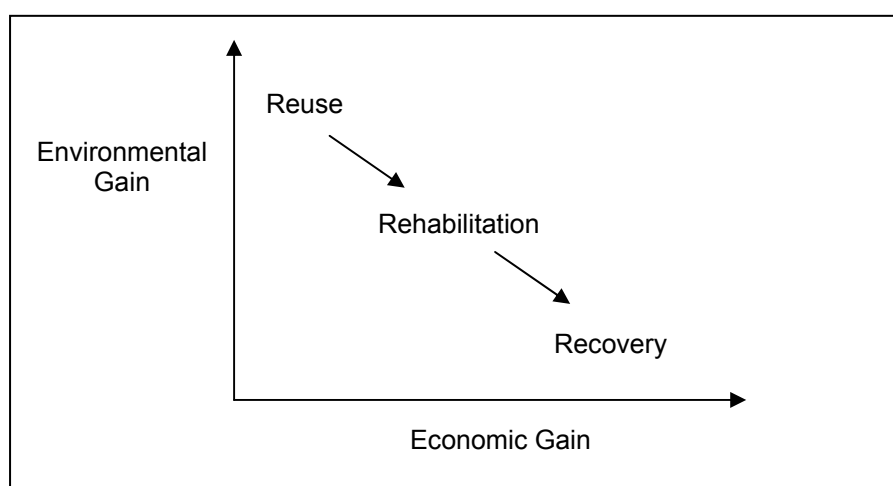 Reuse
Environmental
Gain
Rehabilitation
Recovery
Economic Gain